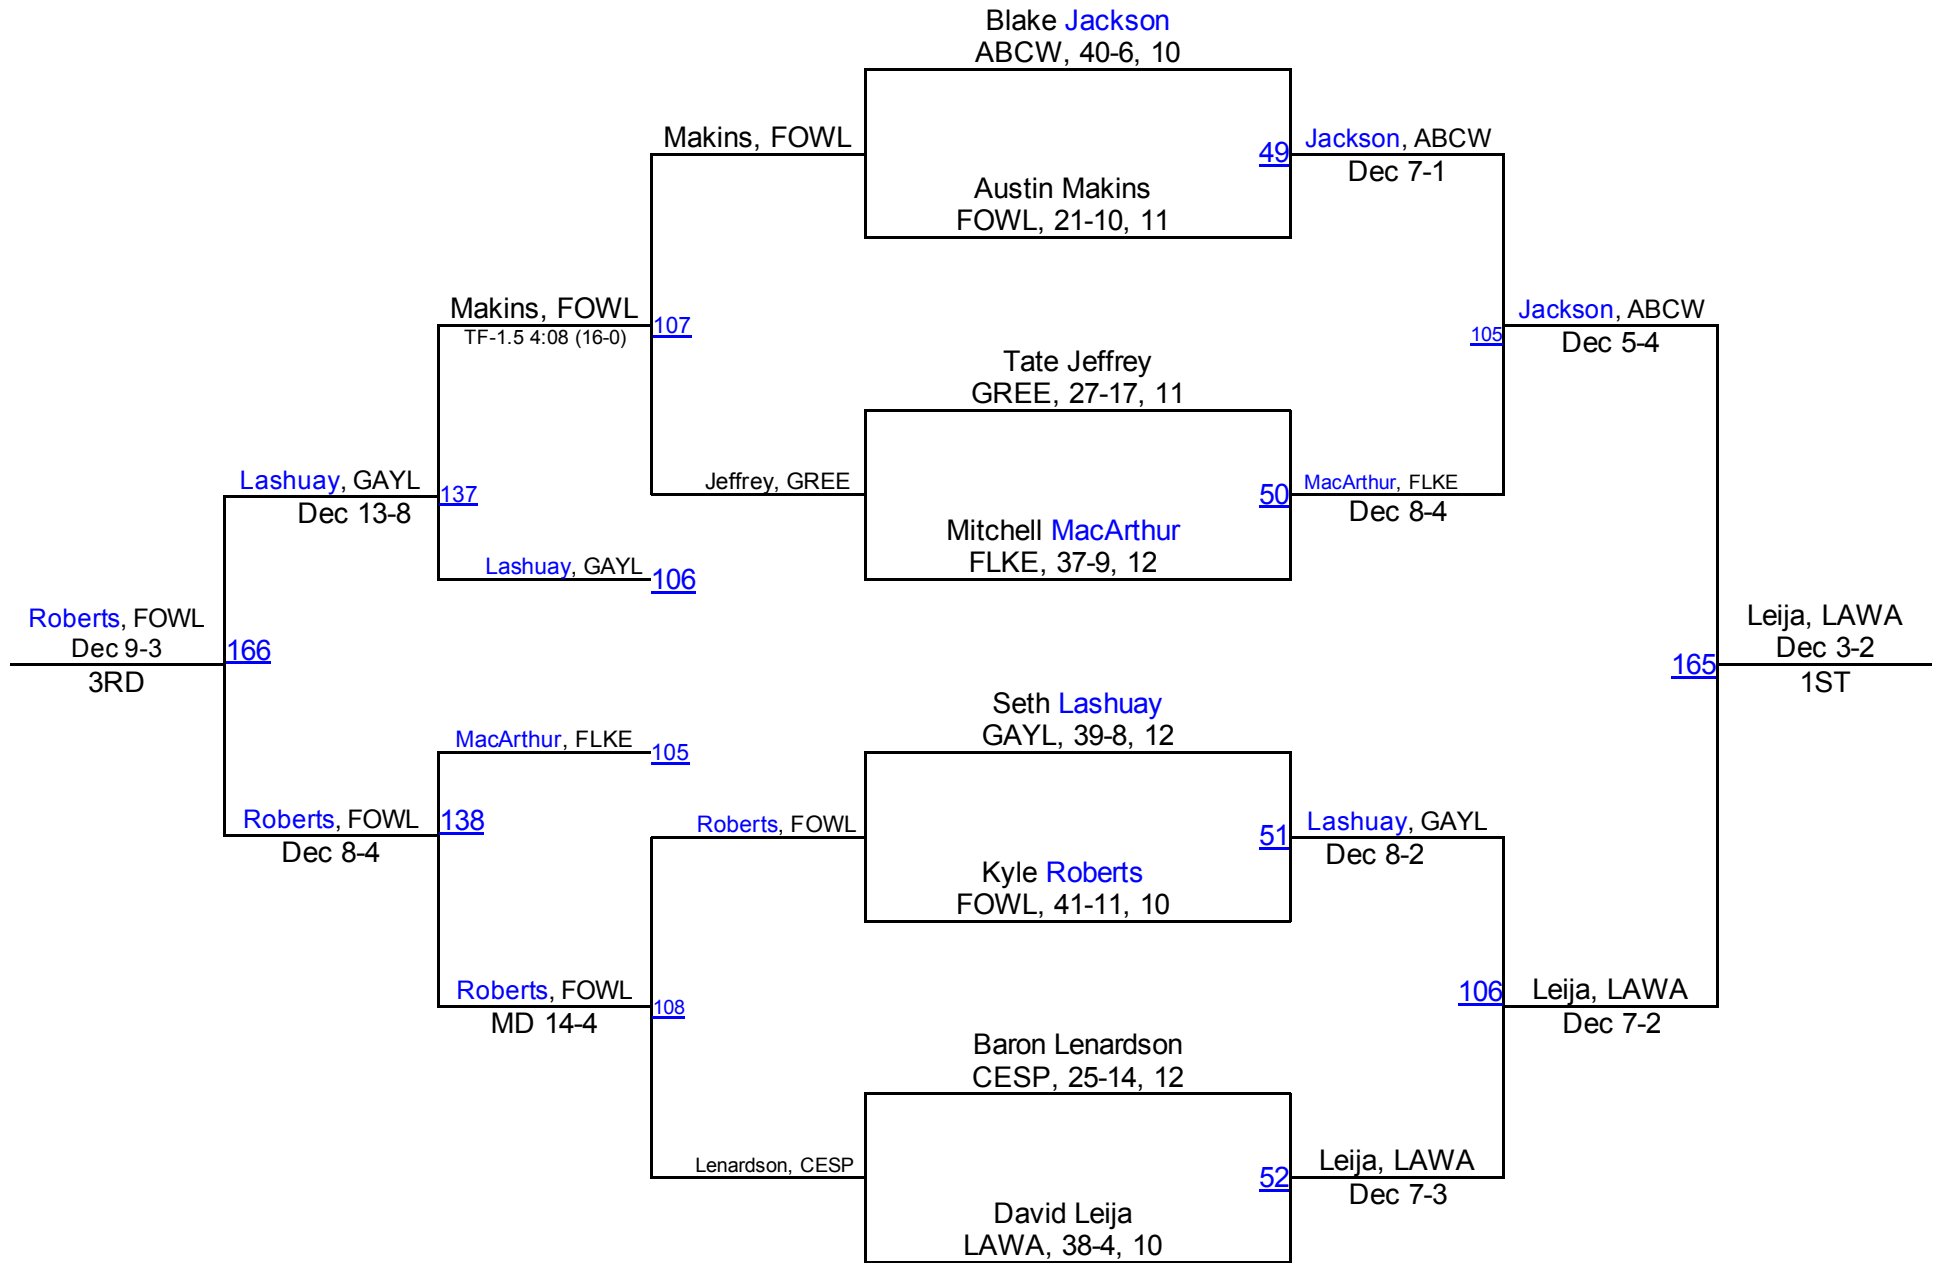 Blake Jackson
ABCW, 40-6, 10
Makins, FOWL
49
Jackson, ABCW
Dec 7-1
Austin Makins
FOWL, 21-10, 11
Makins, FOWL
TF-1.5 4:08 (16-0)
107
Jackson, ABCW
Dec 5-4
105
Tate Jeffrey
GREE, 27-17, 11
Jeffrey, GREE
50
MacArthur, FLKE
Dec 8-4
Lashuay, GAYL
Dec 13-8
137
Mitchell MacArthur
FLKE, 37-9, 12
Lashuay, GAYL
106
Roberts, FOWL
Dec 9-3
3RD
166
165
Leija, LAWA
Dec 3-2
1ST
Seth Lashuay
GAYL, 39-8, 12
MacArthur, FLKE
105
Roberts, FOWL
Dec 8-4
138
Roberts, FOWL
51
Lashuay, GAYL
Dec 8-2
Kyle Roberts
FOWL, 41-11, 10
Roberts, FOWL
MD 14-4
108
106
Leija, LAWA
Dec 7-2
Baron Lenardson
CESP, 25-14, 12
Lenardson, CESP
52
Leija, LAWA
Dec 7-3
David Leija
LAWA, 38-4, 10